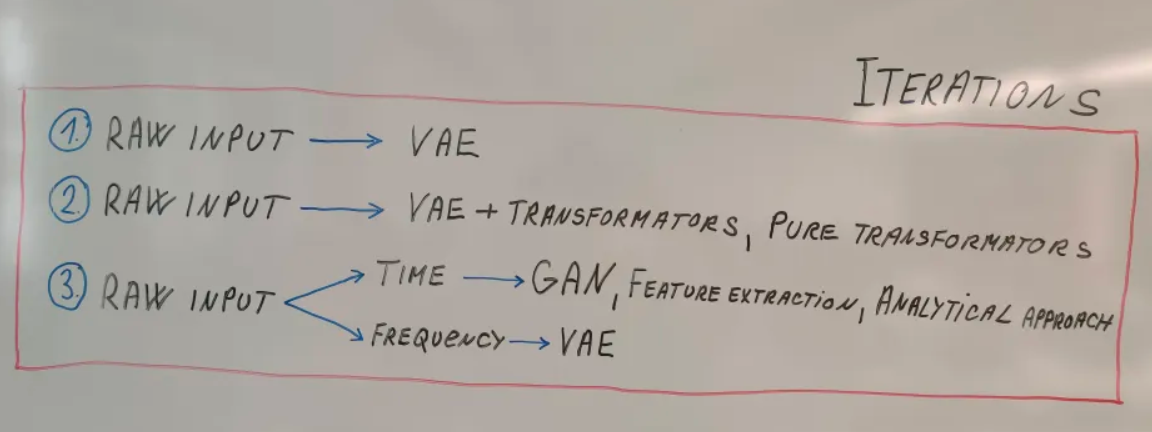 ITERATIONS
1. RAW INPUT → VAE
2. RAW INPUT → VAE + TRANSFORMATORS, PURE TRANSFORMATORS
3. RAW INPUT
TIME → GAN, FEATURE EXTRACTION, ANALYTICAL APPROACH
FREQUENCY → VAE